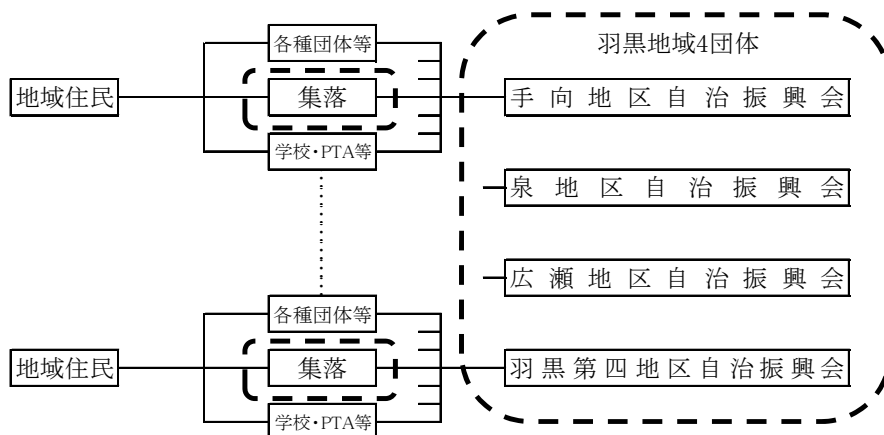 羽黒地域4団体
各種団体等
地域住民
集落
手向地区自治振興会
学校・PTA等
泉地区自治振興会
広瀬地区自治振興会
各種団体等
地域住民
集落
羽黒第四地区自治振興会
学校・PTA等